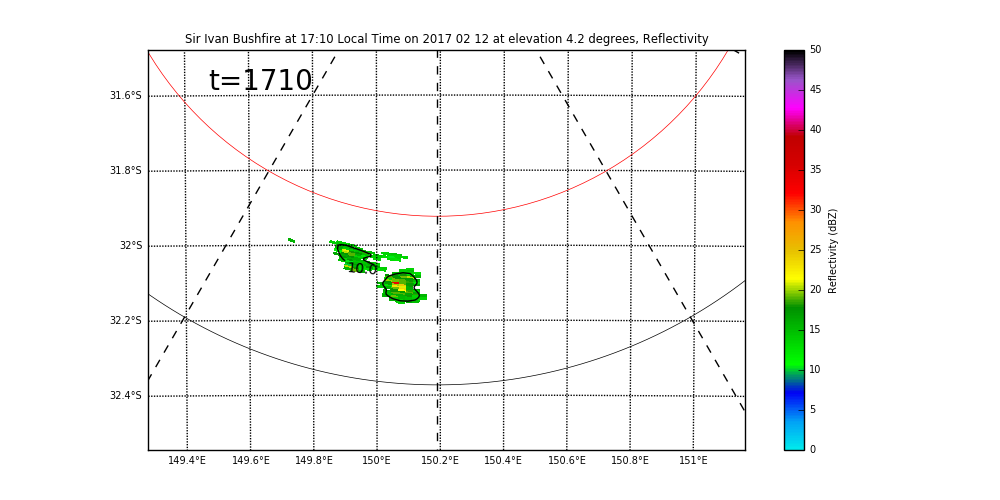 Sir Ivan Bushfire at 17:10 Local Time on 2017 02 12 at elevation 4.2 degrees, Reflectivity
t=1710
31.6°S
31.8°S
32°S
32.2°S
32.4°S
10.0
149.4°E 149.6°E 149.8°E 150°E 150.2°E 150.4°E 150.6°E 150.8°E 151°E
50
45
40
35
30
25
20
15
10
5
0
Reflectivity (dBZ)